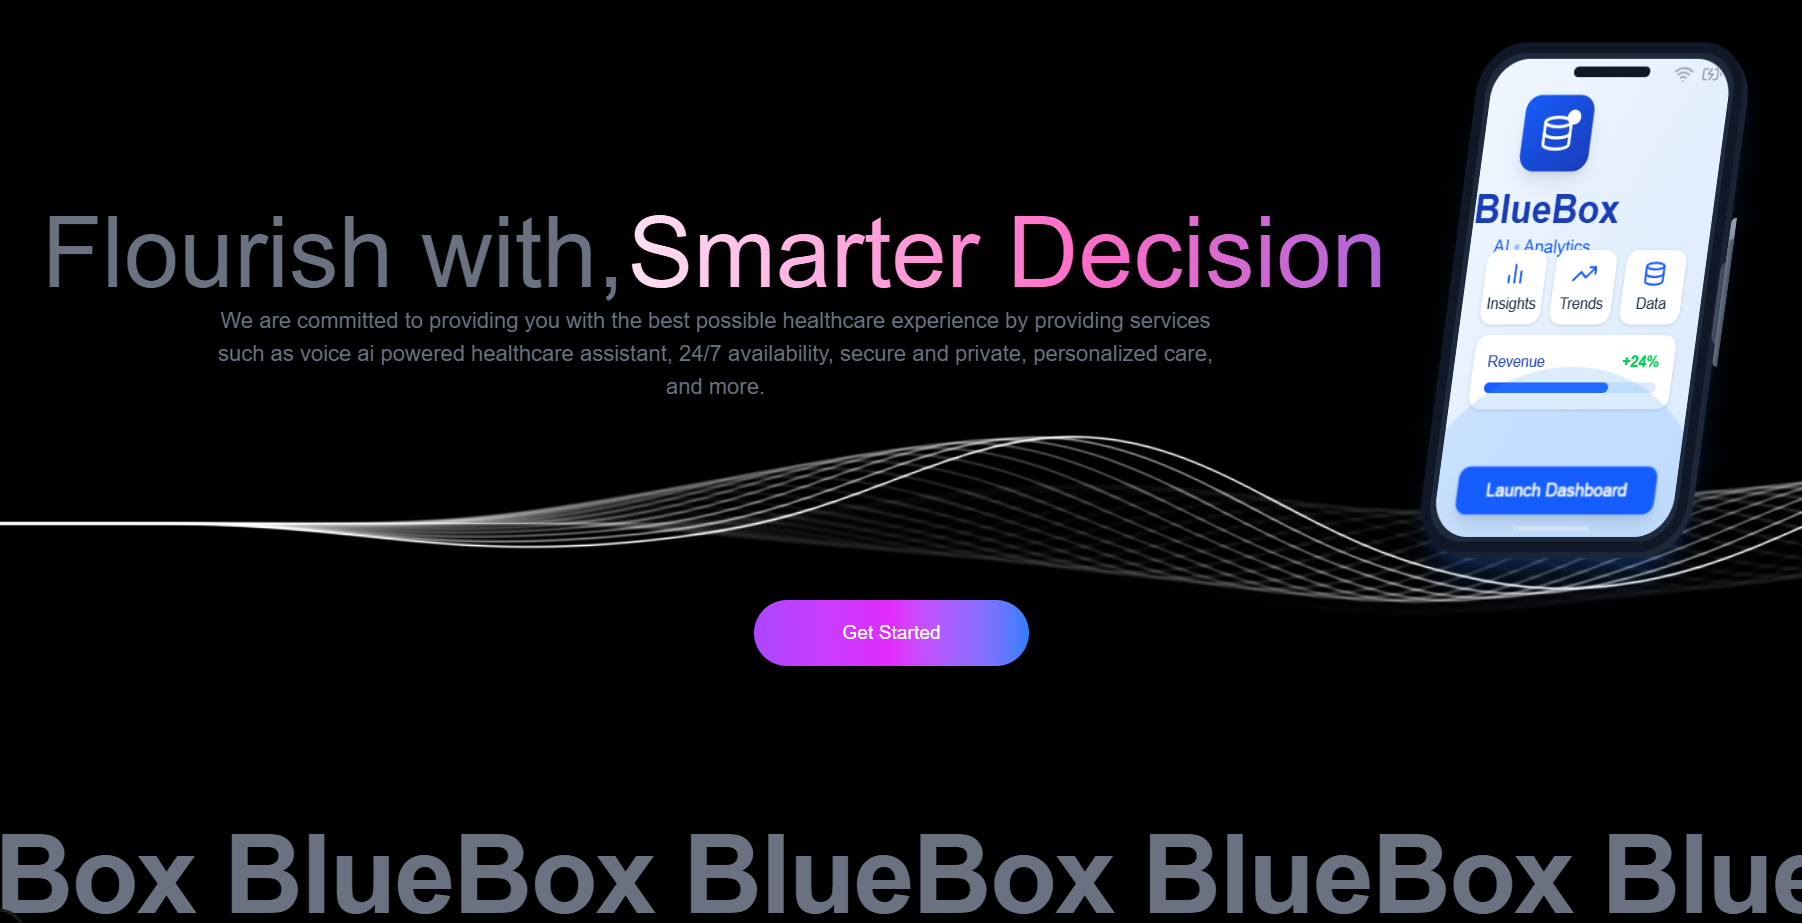 Flourish with, Smarter Decision
We are committed to providing you with the best possible healthcare experience by providing services
such as voice ai powered healthcare assistant, 24/7 availability, secure and private, personalized care,
and more.
Get Started
BlueBox
AI • Analytics
Insights Trends Data
Revenue +24%
Launch Dashboard
Box BlueBox BlueBox BlueBox Blue